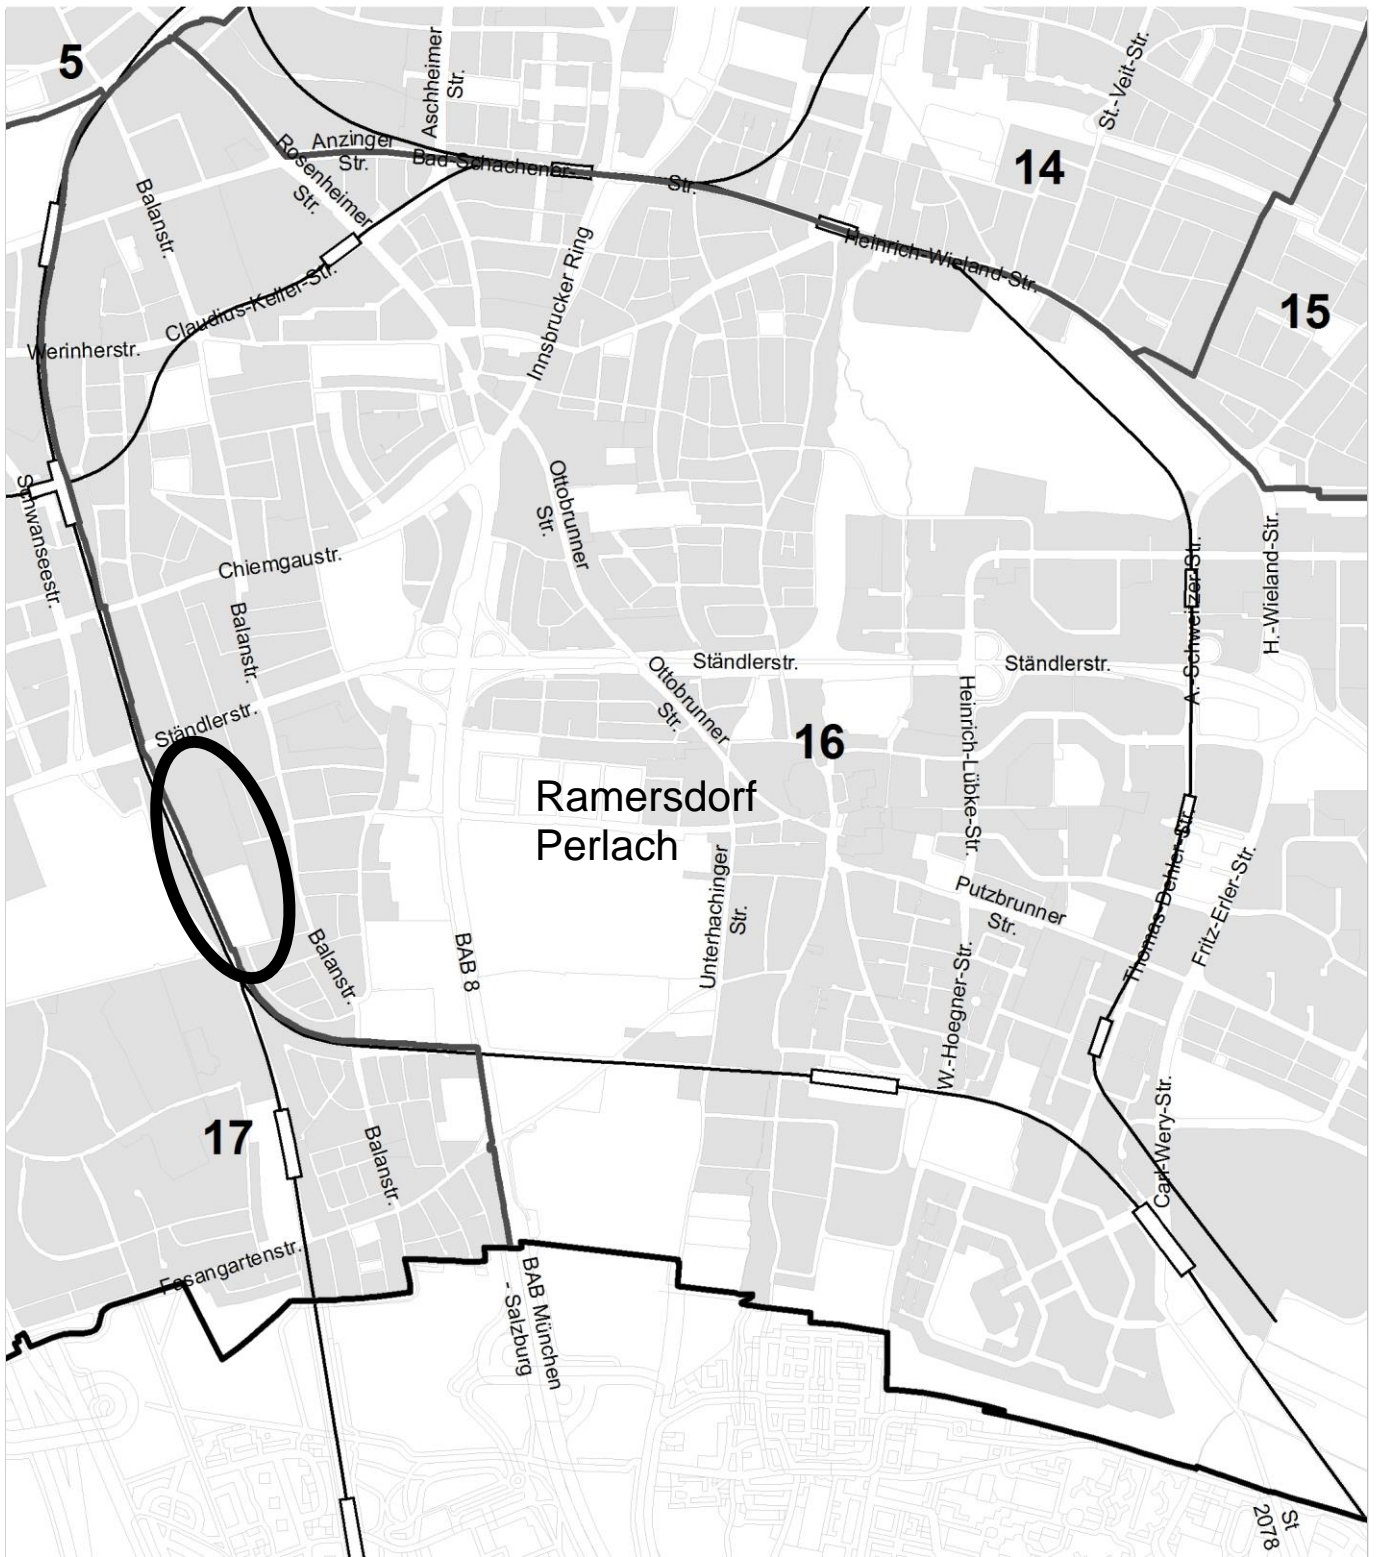 5
Aschheimer
Str.
St.-Veit-Str.
Anzinger
Str.
Rosenheimer
Str.
Bad-Schachener-
Str.
14
Balanstr.
Heinrich-Wieland-Str.
Innsbrucker Ring
Claudius-Keller-Str.
15
Werinherstr.
Schwanseestr.
Ottobrunner
Str.
Chiemgaustr.
H.-Wieland-Str.
A.-Schweitzer-Str.
Balanstr.
Ständlerstr.
Ständlerstr.
Ottobrunner
Str.
Ständlerstr.
Heinrich-Lübke-Str.
16
Ramersdorf
Perlach
Unterhachinger
Str.
Putzbrunner
Str.
Thomas-Dehler-Str.
Fritz-Erler-Str.
Balanstr.
BAB 8
W.-Hoegner-Str.
Carl-Wery-Str.
17
Balanstr.
Fasangartenstr.
BAB München
- Salzburg
St
2078